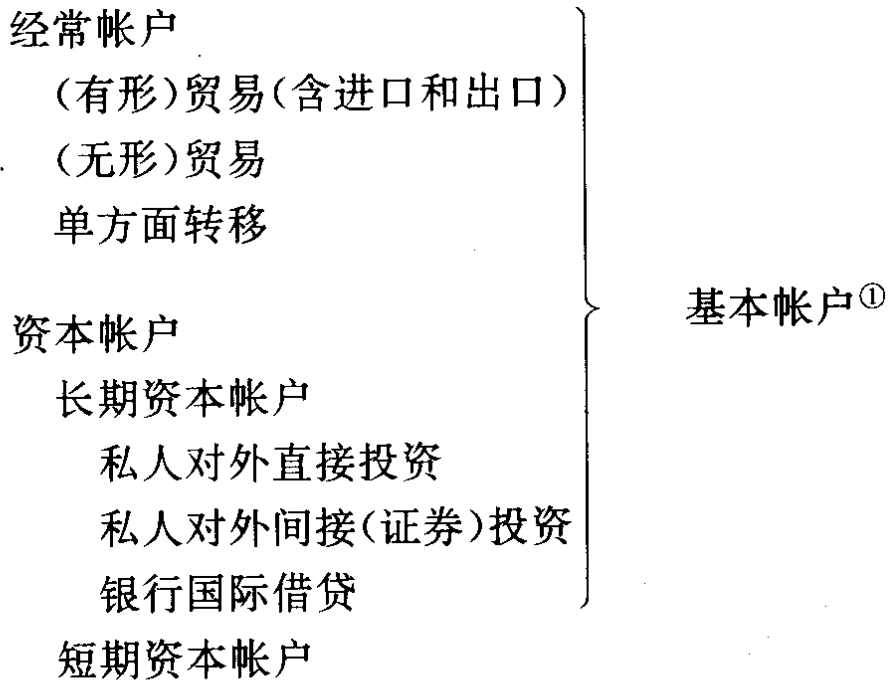 经常帐户
(有形)贸易(含进口和出口)
(无形)贸易
单方面转移
基本帐户①
资本帐户
长期资本帐户
私人对外直接投资
私人对外间接(证券)投资
银行国际借贷
短期资本帐户